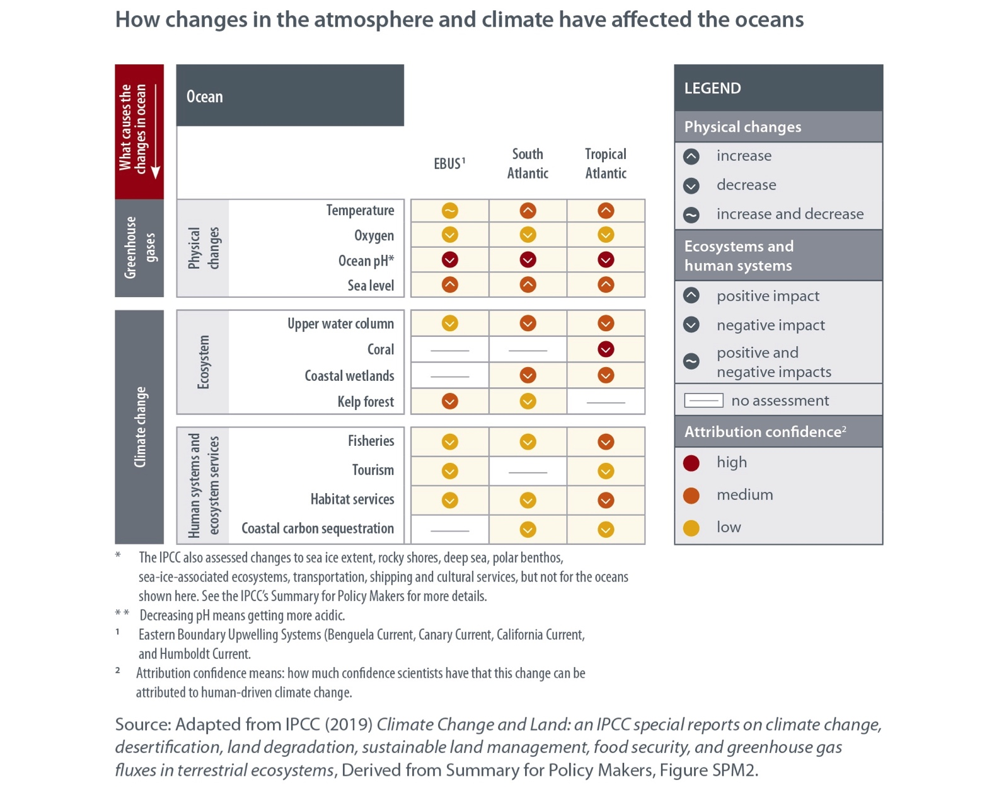 How changes in the atmosphere and climate have affected the oceans
What causes the
changes in ocean
Ocean
EBUS¹
South
Atlantic
Tropical
Atlantic
Greenhouse
gases
Physical
changes
Temperature
Oxygen
Ocean pH*
Sea level
Climate change
Ecosystem
Upper water column
Coral
Coastal wetlands
Kelp forest
Human systems and
ecosystem services
Fisheries
Tourism
Habitat services
Coastal carbon sequestration
LEGEND
Physical changes
increase
decrease
increase and decrease
Ecosystems and
human systems
positive impact
negative impact
positive and
negative impacts
no assessment
Attribution confidence²
high
medium
low
* The IPCC also assessed changes to sea ice extent, rocky shores, deep sea, polar benthos,
sea-ice-associated ecosystems, transportation, shipping and cultural services, but not for the oceans
shown here. See the IPCC's Summary for Policy Makers for more details.
** Decreasing pH means getting more acidic.
¹ Eastern Boundary Upwelling Systems (Benguela Current, Canary Current, California Current,
and Humboldt Current.
² Attribution confidence means: how much confidence scientists have that this change can be
attributed to human-driven climate change.
Source: Adapted from IPCC (2019) Climate Change and Land: an IPCC special reports on climate change,
desertification, land degradation, sustainable land management, food security, and greenhouse gas
fluxes in terrestrial ecosystems, Derived from Summary for Policy Makers, Figure SPM2.